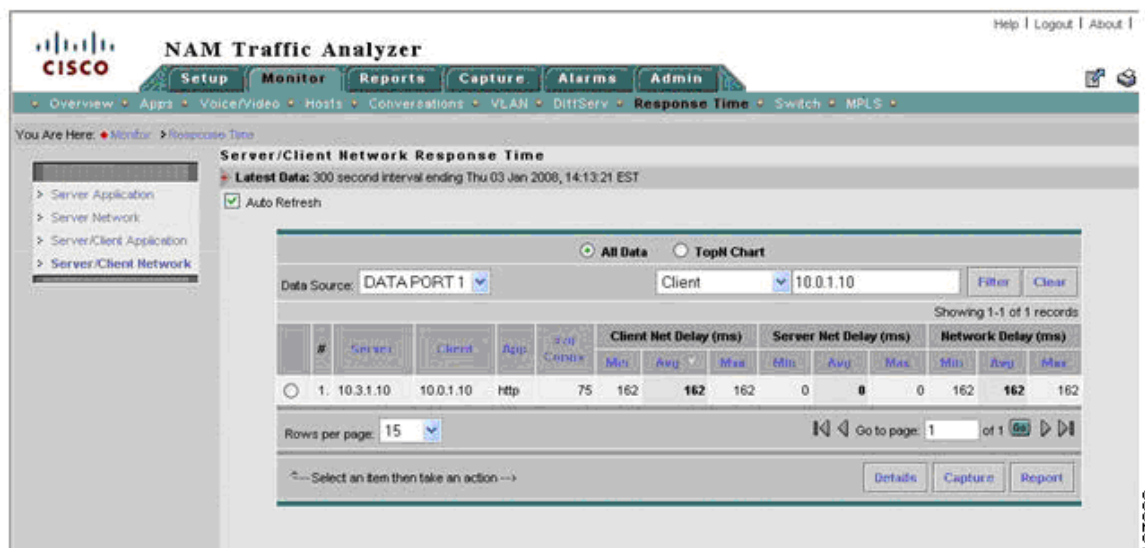 Help | Logout | About |
CISCO
NAM Traffic Analyzer
Setup Monitor Reports Capture Alarms Admin
Overview Apps Voice/Video Hosts Conversations VLAN DiffServ Response Time Switch MPLS
You Are Here: Monitor > Response Time
Server/Client Network Response Time
Latest Data: 300 second interval ending Thu 03 Jan 2008, 14:13:21 EST
Auto Refresh
> Server Application
> Server Network
> Server/Client Application
> Server/Client Network
All Data TopN Chart
Data Source: DATA PORT 1 Client 10.0.1.10 Filter Clear
Showing 1-1 of 1 records
# Server Client App # of Conns Client Net Delay (ms) Server Net Delay (ms) Network Delay (ms)
Min Avg Max Min Avg Max Min Avg Max
1. 10.3.1.10 10.0.1.10 http 75 162 162 162 0 0 0 162 162 162
Rows per page: 15 Go to page: 1 of 1 Go
^--- Select an item then take an action ---> Details Capture Report